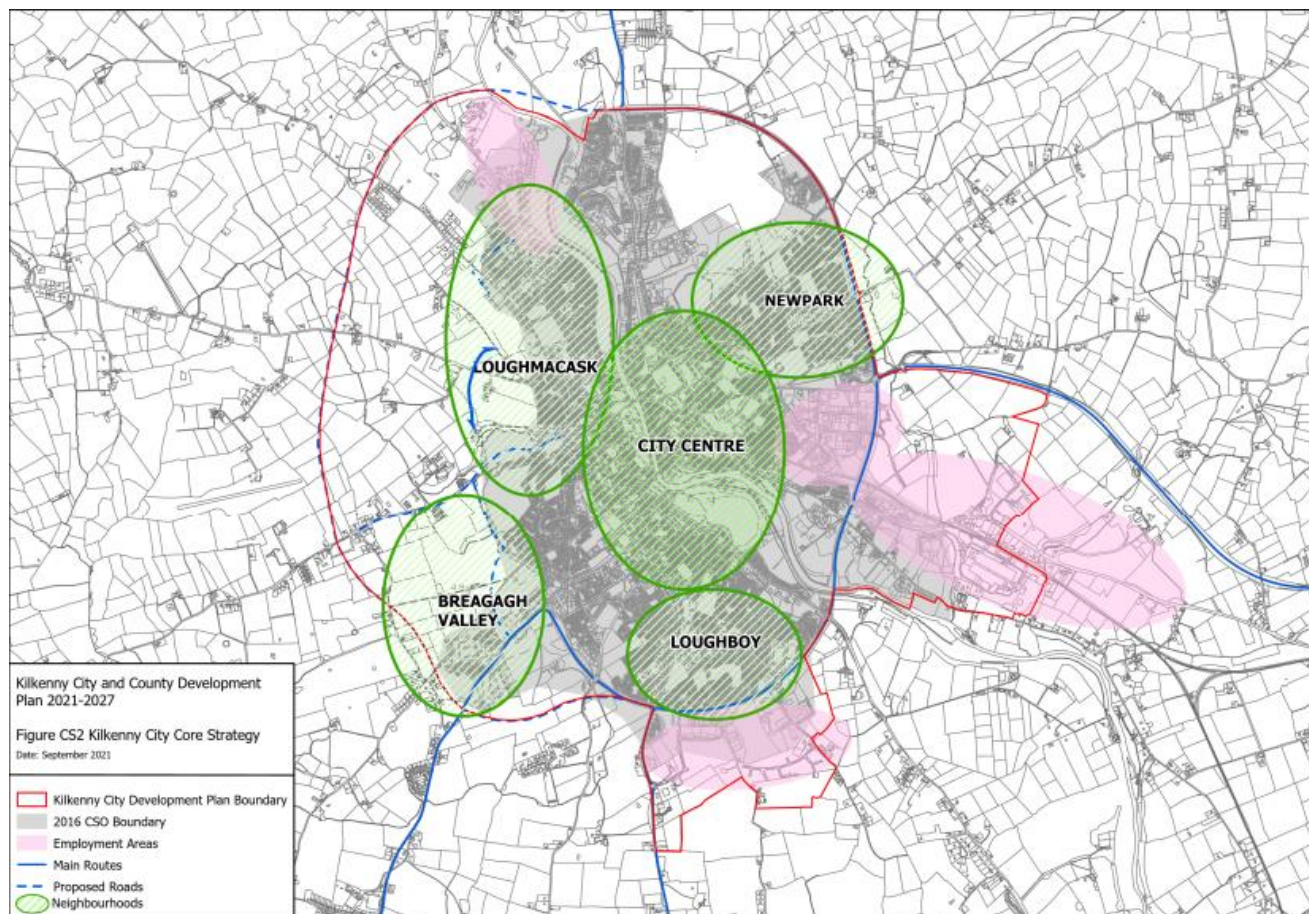 NEWPARK
LOUGHMACASK
CITY CENTRE
BREAGAGH
VALLEY
LOUGHBOY
Kilkenny City and County Development
Plan 2021-2027
Figure CS2 Kilkenny City Core Strategy
Date: September 2021
Kilkenny City Development Plan Boundary
2016 CSO Boundary
Employment Areas
Main Routes
Proposed Roads
Neighbourhoods